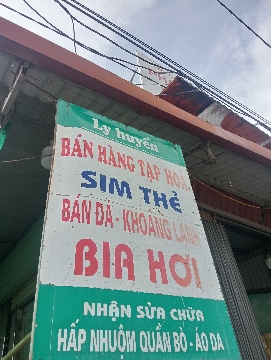 Ly huyền
BÁN HÀNG TẠP HOÁ
SIM THẺ
BÁN ĐÁ - KHOÁNG LẠNH
BIA HƠI
NHẬN SỬA CHỮA
HẤP NHUỘM QUẦN BÒ - ÁO DA